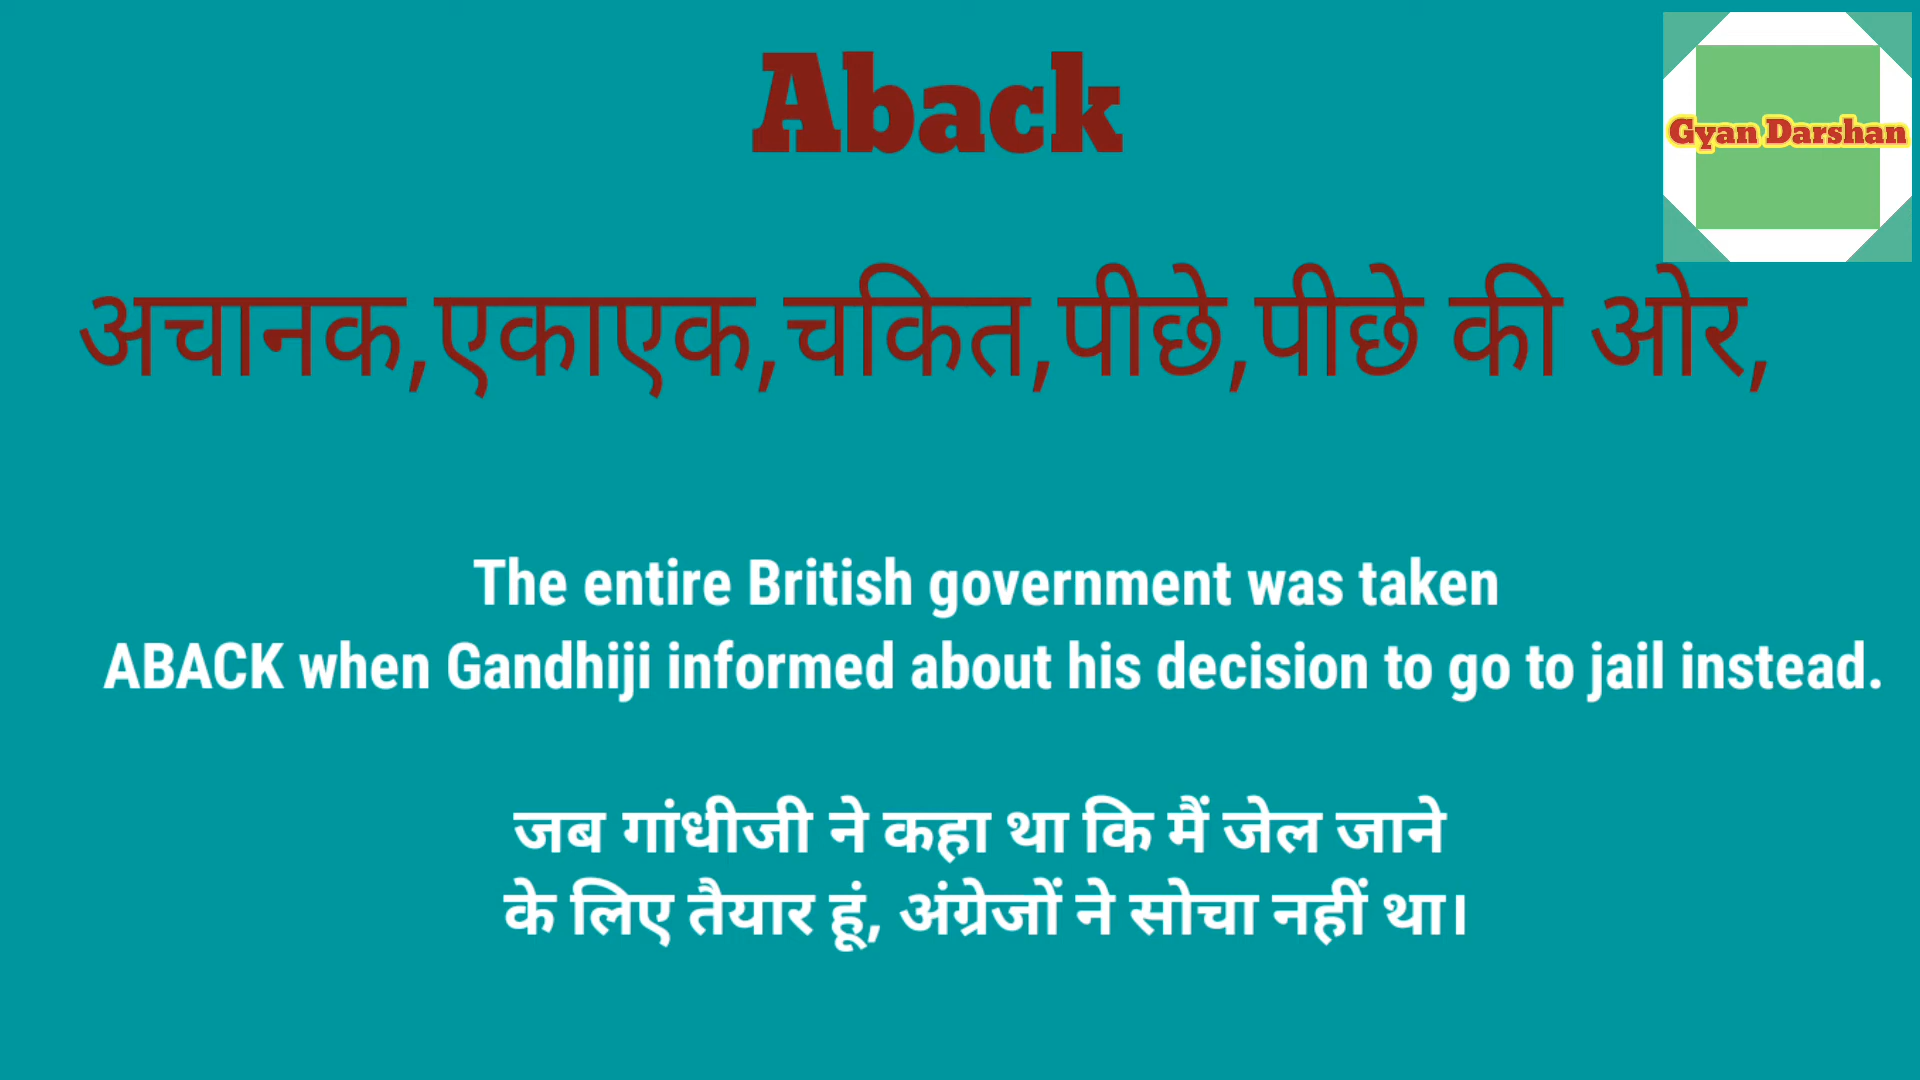 Aback
Gyan Darshan
अचानक,एकाएक,चकित,पीछे,पीछे की ओर,
The entire British government was taken
ABACK when Gandhiji informed about his decision to go to jail instead.
जब गांधीजी ने कहा था कि मैं जेल जाने
के लिए तैयार हूं, अंग्रेजों ने सोचा नहीं था।